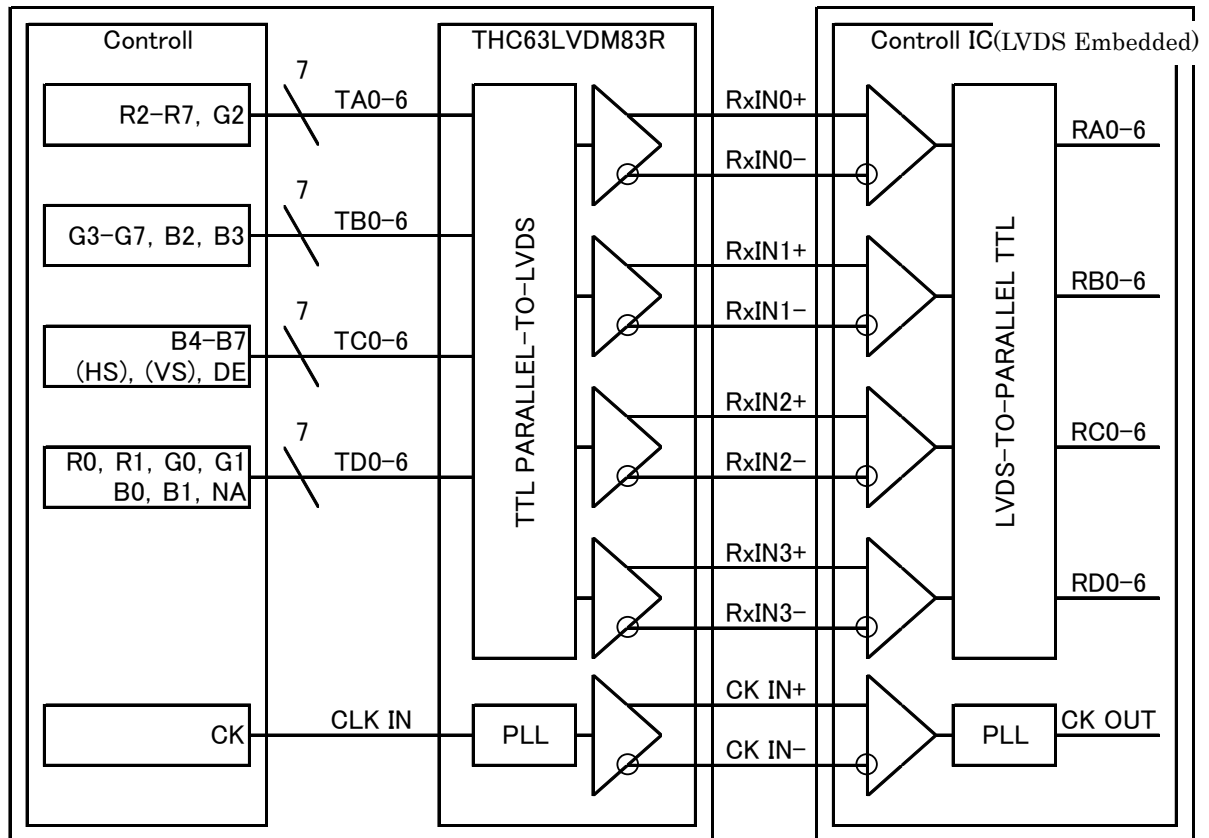 Controll
THC63LVDM83R
Controll IC(LVDS Embedded)
R2-R7, G2
7
TA0-6
RxIN0+
RxIN0-
RA0-6
G3-G7, B2, B3
7
TB0-6
RxIN1+
RxIN1-
RB0-6
B4-B7
(HS), (VS), DE
7
TC0-6
RxIN2+
RxIN2-
RC0-6
R0, R1, G0, G1
B0, B1, NA
7
TD0-6
RxIN3+
RxIN3-
RD0-6
TTL PARALLEL-TO-LVDS
LVDS-TO-PARALLEL TTL
CK
CLK IN
PLL
CK IN+
CK IN-
PLL
CK OUT